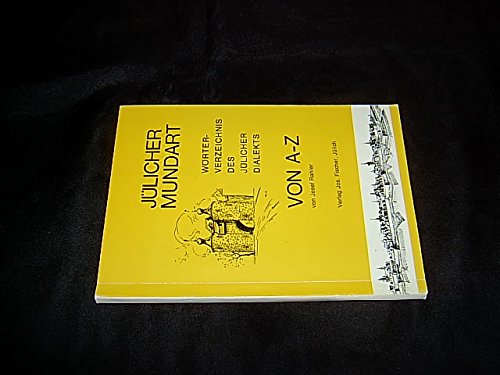 JÜLICHER
MUNDART
WÖRTER-
VERZEICHNIS
DES
JÜLICHER
DIALEKTS
VON A-Z
von Josef Rahier
Verlag Jos. Fischer, Jülich